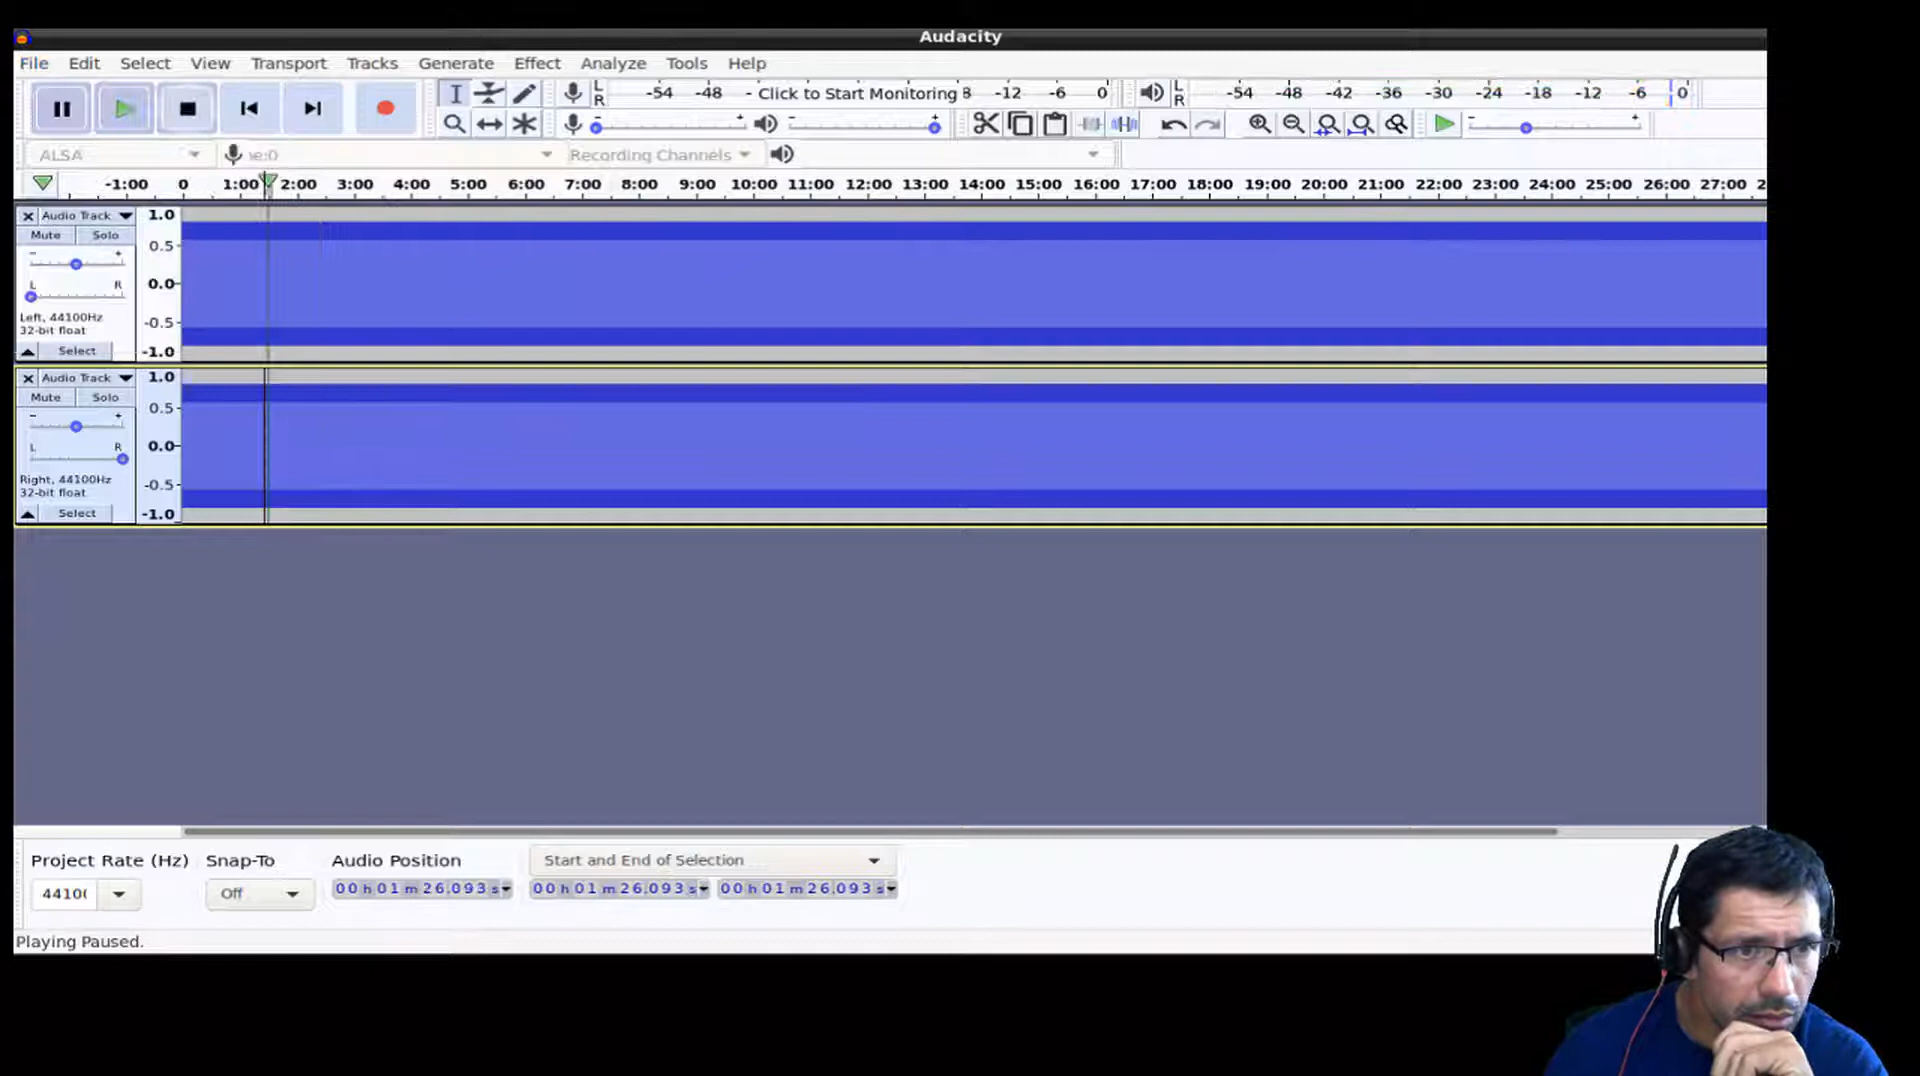 Audacity
File Edit Select View Transport Tracks Generate Effect Analyze Tools Help
L
R
-54 -48 - Click to Start Monitoring 8 -12 -6 0
L
R
-54 -48 -42 -36 -30 -24 -18 -12 -6 0
- + - + - +
ALSA
Recording Channels
-1:00 0 1:00 2:00 3:00 4:00 5:00 6:00 7:00 8:00 9:00 10:00 11:00 12:00 13:00 14:00 15:00 16:00 17:00 18:00 19:00 20:00 21:00 22:00 23:00 24:00 25:00 26:00 27:00 2
Audio Track 1.0
Mute Solo
0.5
- +
0.0
L R
Left, 44100Hz
-0.5
32-bit float
Select -1.0
Audio Track 1.0
Mute Solo
0.5
- +
0.0
L R
Right, 44100Hz
-0.5
32-bit float
Select -1.0
Project Rate (Hz) Snap-To Audio Position Start and End of Selection
4410 Off 00 h 01 m 26.093 s 00 h 01 m 26.093 s 00 h 01 m 26.093 s
Playing Paused.